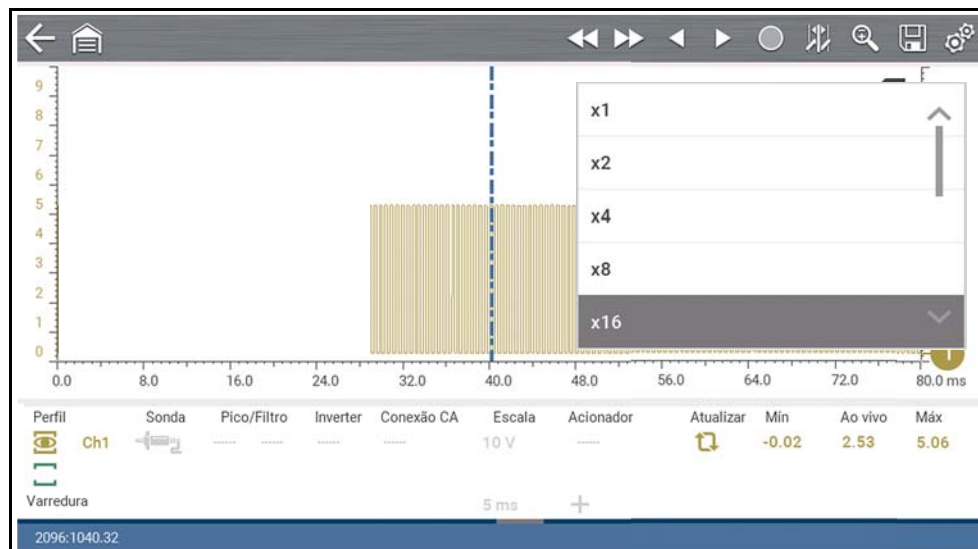 9
8
7
6
5
4
3
2
1
0
x1
x2
x4
x8
x16
0.0 8.0 16.0 24.0 32.0 40.0 48.0 56.0 64.0 72.0 80.0 ms
Perfil Sonda Pico/Filtro Inverter Conexão CA Escala Acionador Atualizar Mín Ao vivo Máx
Ch1 ----- ----- ----- ----- 10 V ----- -0.02 2.53 5.06
Varredura 5 ms +
2096:1040.32